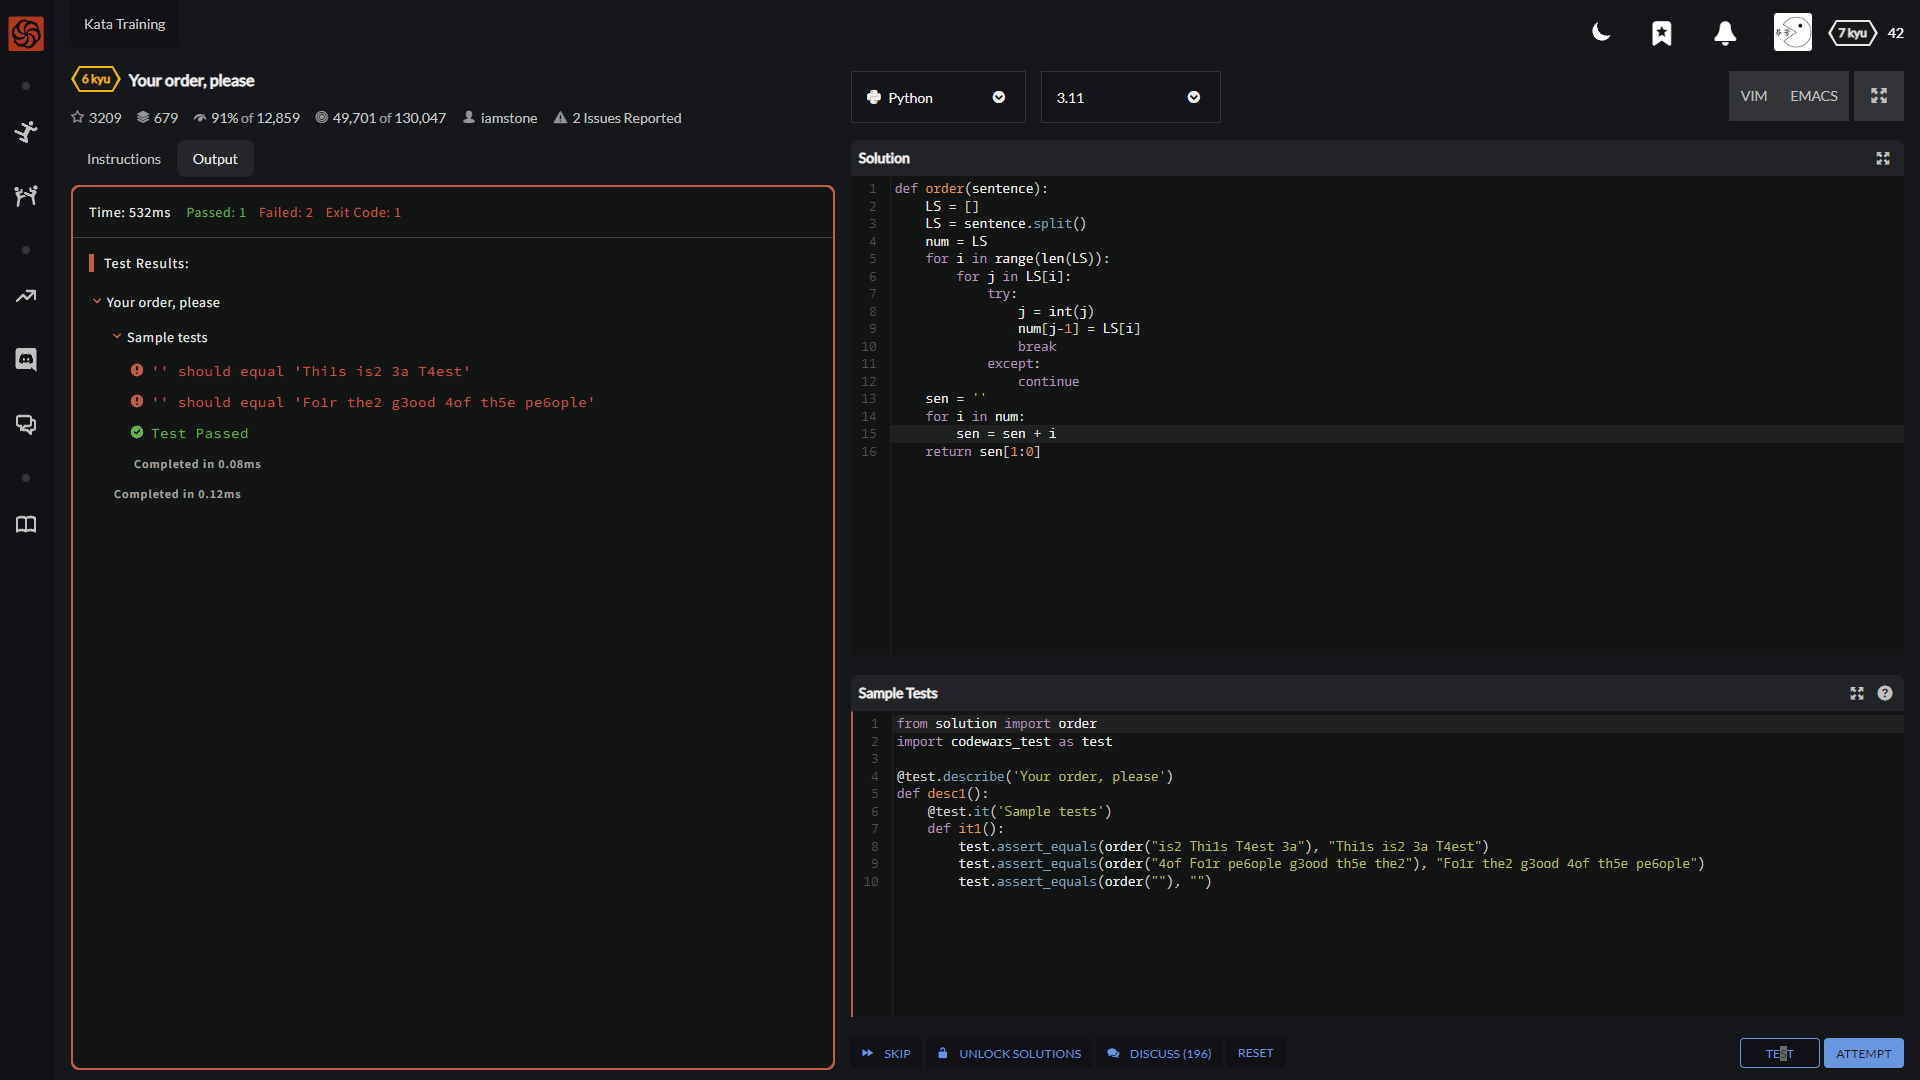 Kata Training
7 kyu 42
6 kyu Your order, please
3209 679 91% of 12,859 49,701 of 130,047 iamstone 2 Issues Reported
Instructions Output
Time: 532ms Passed: 1 Failed: 2 Exit Code: 1
Test Results:
Your order, please
Sample tests
'' should equal 'Thi1s is2 3a T4est'
'' should equal 'Fo1r the2 g3ood 4of th5e pe6ople'
Test Passed
Completed in 0.08ms
Completed in 0.12ms
Python 3.11 VIM EMACS
Solution
1 def order(sentence):
2     LS = []
3     LS = sentence.split()
4     num = LS
5     for i in range(len(LS)):
6         for j in LS[i]:
7             try:
8                 j = int(j)
9                 num[j-1] = LS[i]
10                 break
11             except:
12                 continue
13     sen = ''
14     for i in num:
15         sen = sen + i
16     return sen[1:0]
Sample Tests
1 from solution import order
2 import codewars_test as test
3
4 @test.describe('Your order, please')
5 def desc1():
6     @test.it('Sample tests')
7     def it1():
8         test.assert_equals(order("is2 Thi1s T4est 3a"), "Thi1s is2 3a T4est")
9         test.assert_equals(order("4of Fo1r pe6ople g3ood th5e the2"), "Fo1r the2 g3ood 4of th5e pe6ople")
10         test.assert_equals(order(""), "")
SKIP UNLOCK SOLUTIONS DISCUSS (196) RESET TEST ATTEMPT